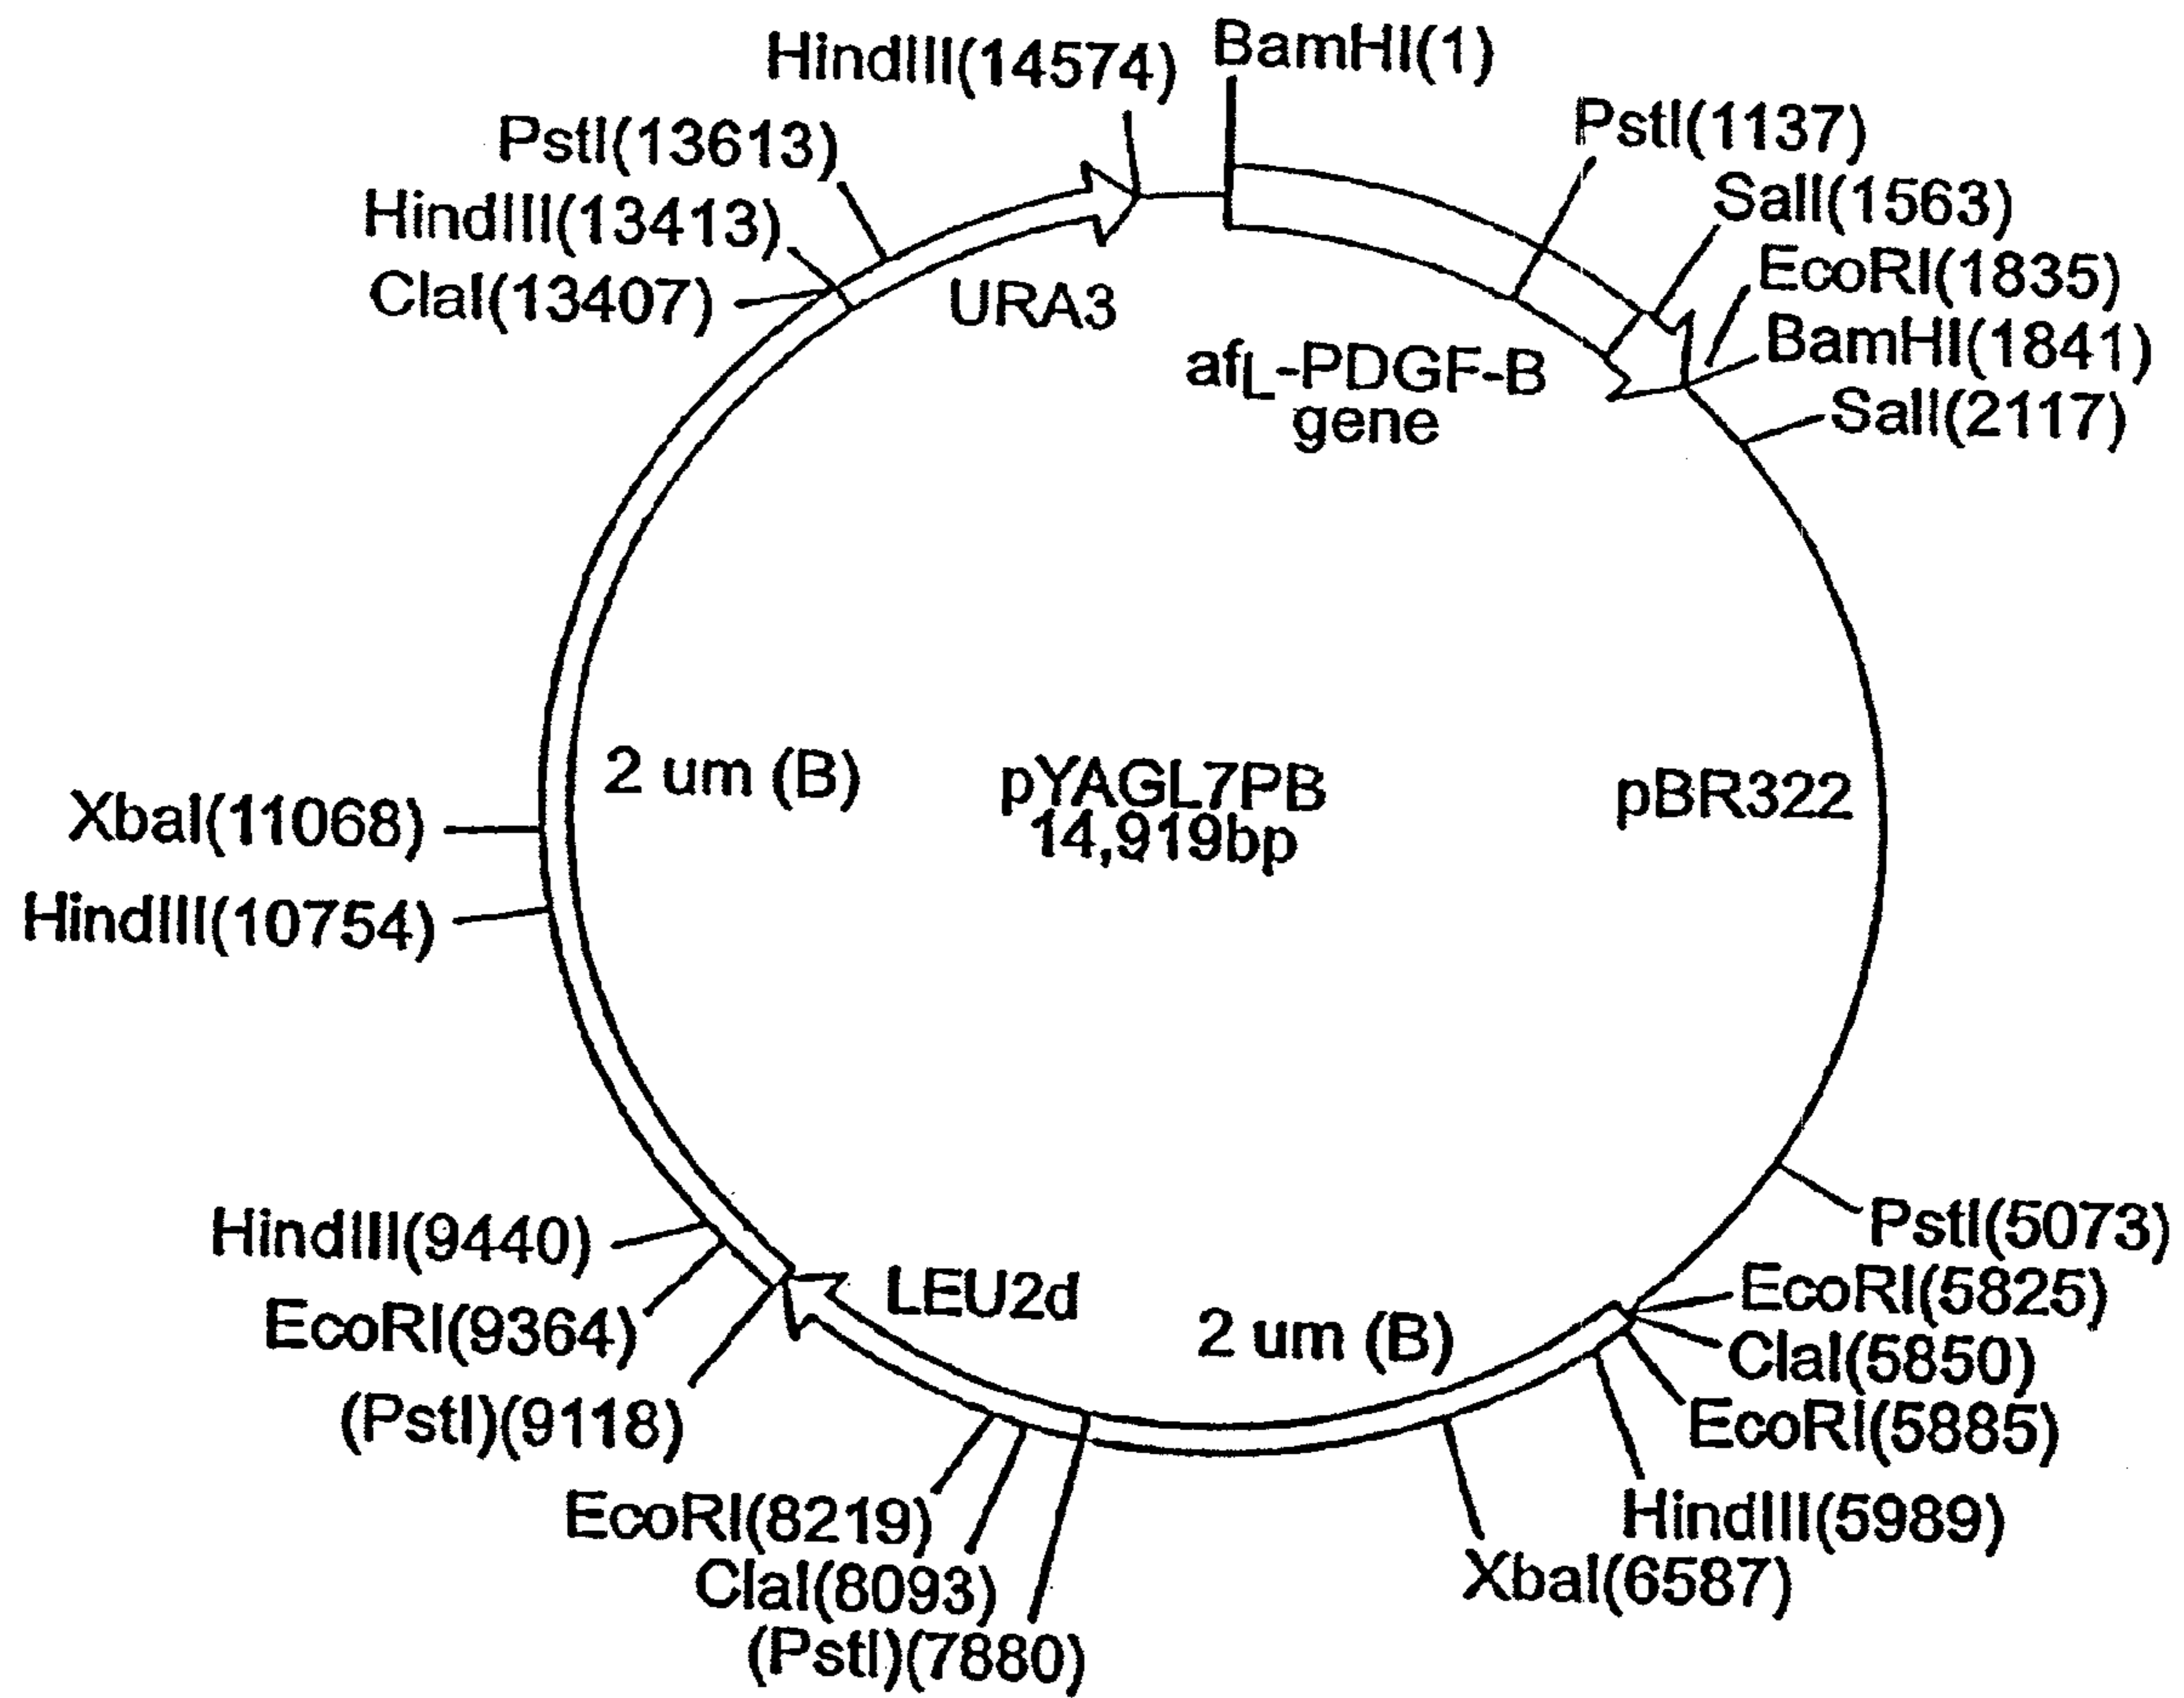 HindIII(14574)
BamHI(1)
PstI(13613)
PstI(1137)
HindIII(13413)
SalI(1563)
ClaI(13407)
EcoRI(1835)
URA3
BamHI(1841)
afL-PDGF-B
gene
SalI(2117)
2 um (B)
pYAGL7PB
14,919bp
pBR322
XbaI(11068)
HindIII(10754)
HindIII(9440)
PstI(5073)
EcoRI(9364)
LEU2d
2 um (B)
EcoRI(5825)
ClaI(5850)
(PstI)(9118)
EcoRI(5885)
EcoRI(8219)
HindIII(5989)
ClaI(8093)
XbaI(6587)
(PstI)(7880)